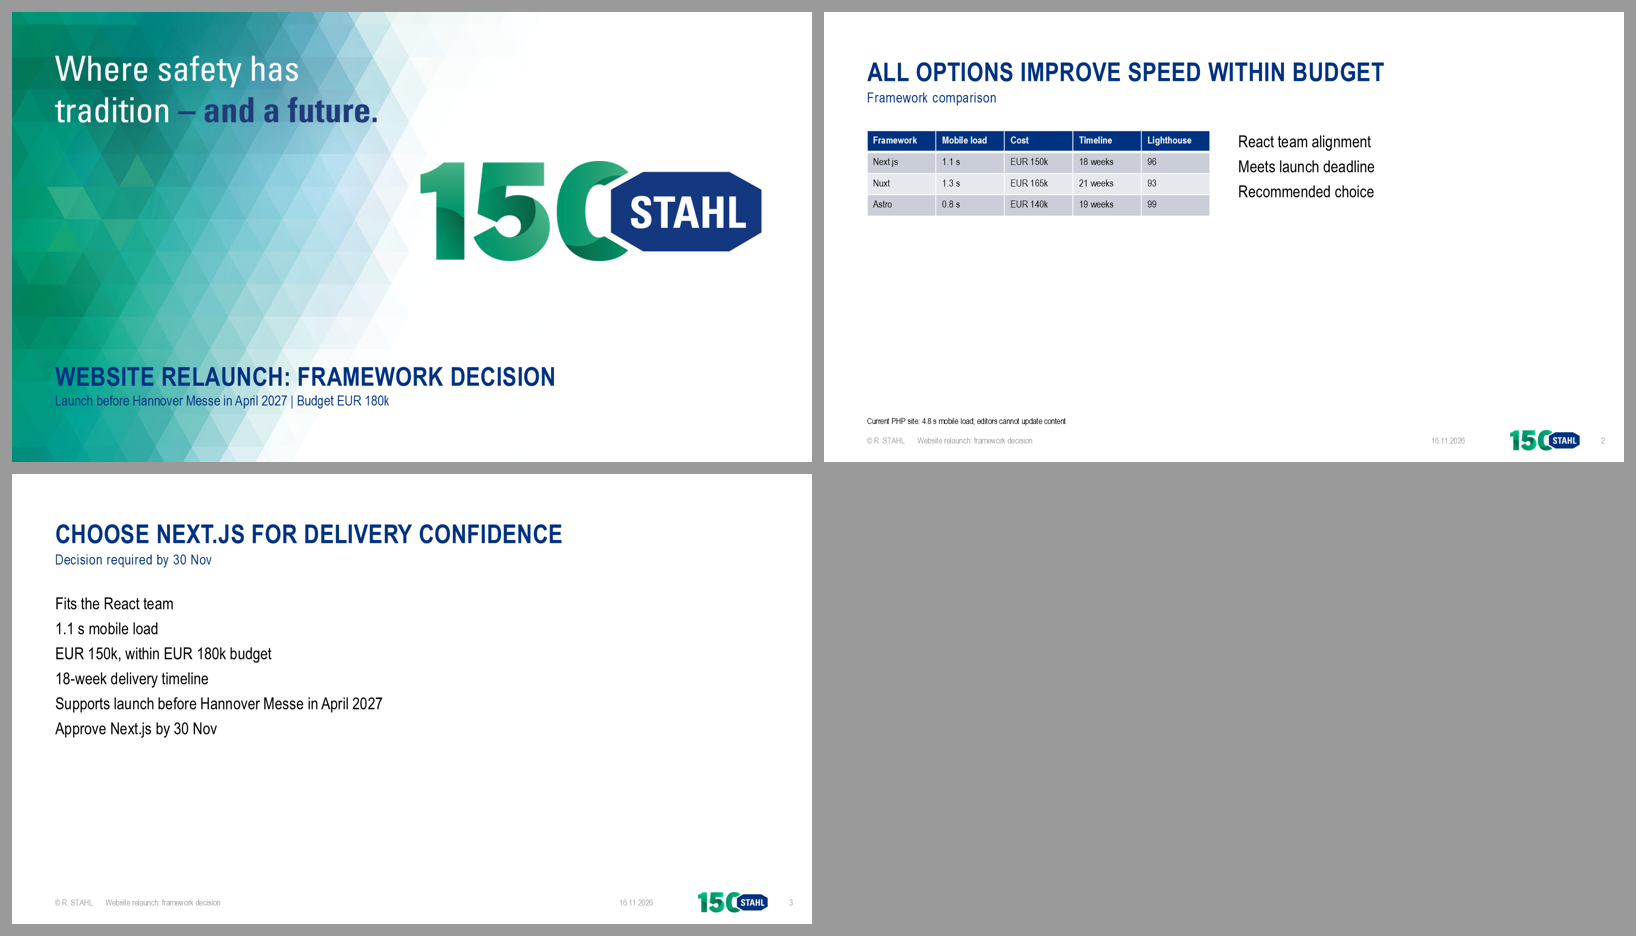 Where safety has
tradition – and a future.
150 STAHL
WEBSITE RELAUNCH: FRAMEWORK DECISION
Launch before Hannover Messe in April 2027 | Budget EUR 180k
ALL OPTIONS IMPROVE SPEED WITHIN BUDGET
Framework comparison
Framework Mobile load Cost Timeline Lighthouse
Next.js 1.1 s EUR 150k 18 weeks 96
Nuxt 1.3 s EUR 165k 21 weeks 93
Astro 0.8 s EUR 140k 19 weeks 99
React team alignment
Meets launch deadline
Recommended choice
Current PHP site: 4.8 s mobile load; editors cannot update content
© R. STAHL Website relaunch: framework decision 16.11.2026 150 STAHL 2
CHOOSE NEXT.JS FOR DELIVERY CONFIDENCE
Decision required by 30 Nov
Fits the React team
1.1 s mobile load
EUR 150k, within EUR 180k budget
18-week delivery timeline
Supports launch before Hannover Messe in April 2027
Approve Next.js by 30 Nov
© R. STAHL Website relaunch: framework decision 16.11.2026 150 STAHL 3